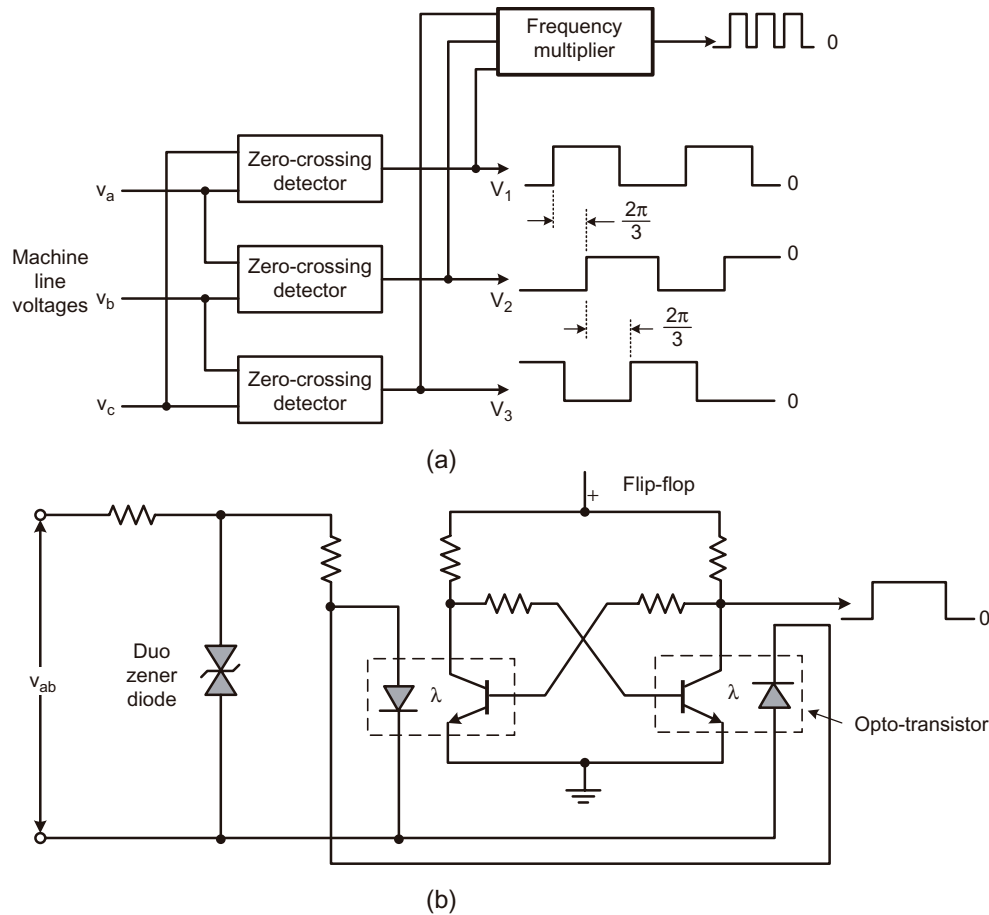 Frequency
multiplier
0
Zero-crossing
detector
v_a
V_1
0
2π
3
Machine
line
voltages
Zero-crossing
detector
v_b
V_2
0
2π
3
Zero-crossing
detector
v_c
V_3
0
(a)
Flip-flop
+
v_ab
Duo
zener
diode
λ
λ
0
Opto-transistor
(b)